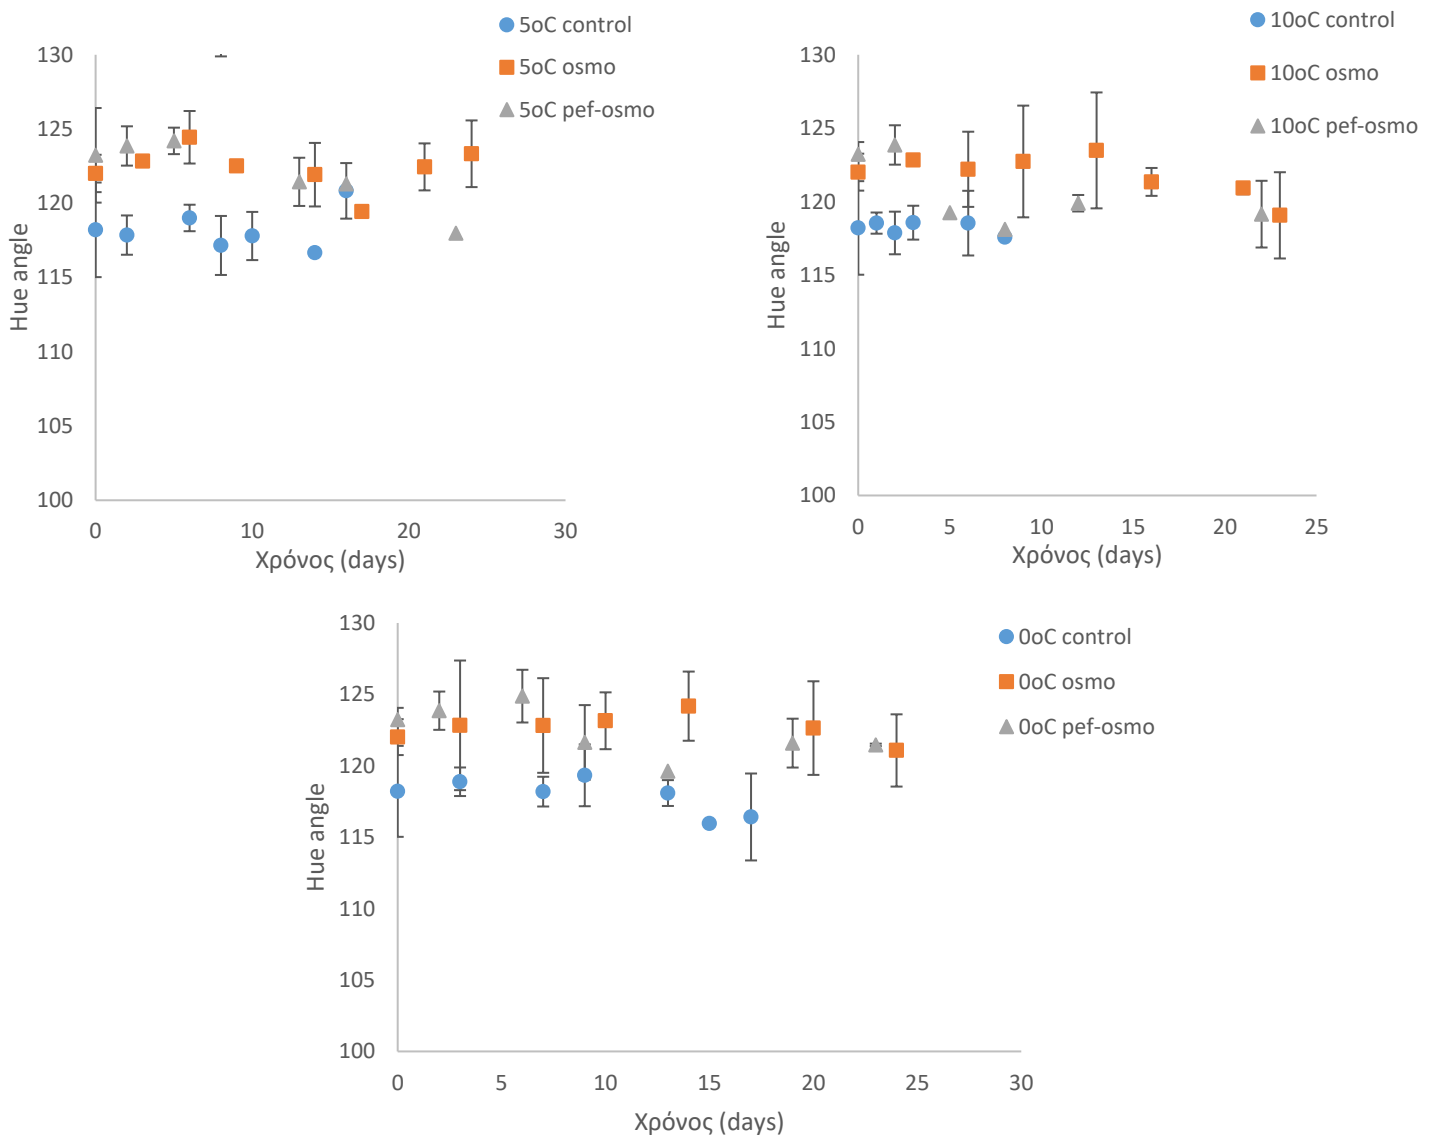 5oC control
5oC osmo
5oC pef-osmo
130
125
120
115
110
105
100
Hue angle
0
10
20
30
Χρόνος (days)
10oC control
10oC osmo
10oC pef-osmo
130
125
120
115
110
105
100
Hue angle
0
5
10
15
20
25
Χρόνος (days)
0oC control
0oC osmo
0oC pef-osmo
130
125
120
115
110
105
100
Hue angle
0
5
10
15
20
25
30
Χρόνος (days)